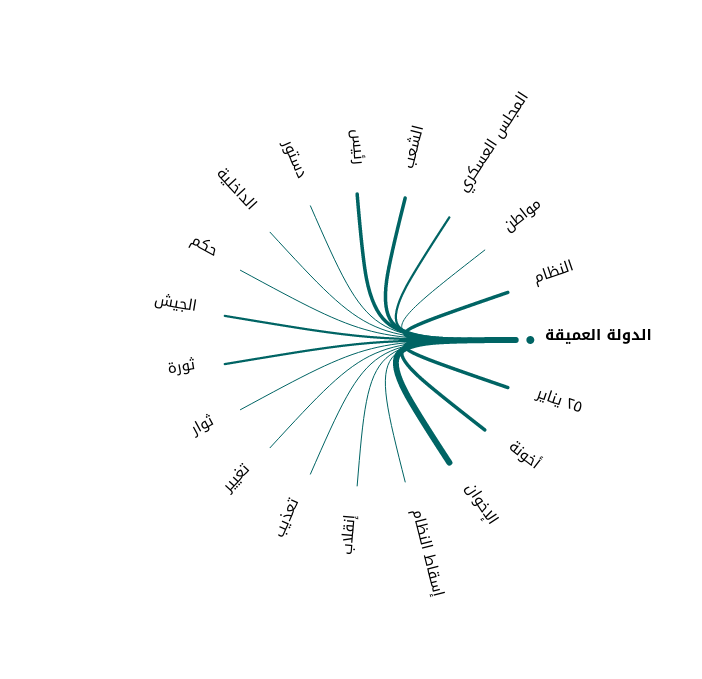 الدولة العميقة
٢٥ يناير
أخونة
الإخوان
إسقاط النظام
إنقلاب
تعذيب
تغيير
ثوار
ثورة
الجيش
حكم
الداخلية
دستور
رئيس
الشعب
المجلس العسكري
مواطن
النظام